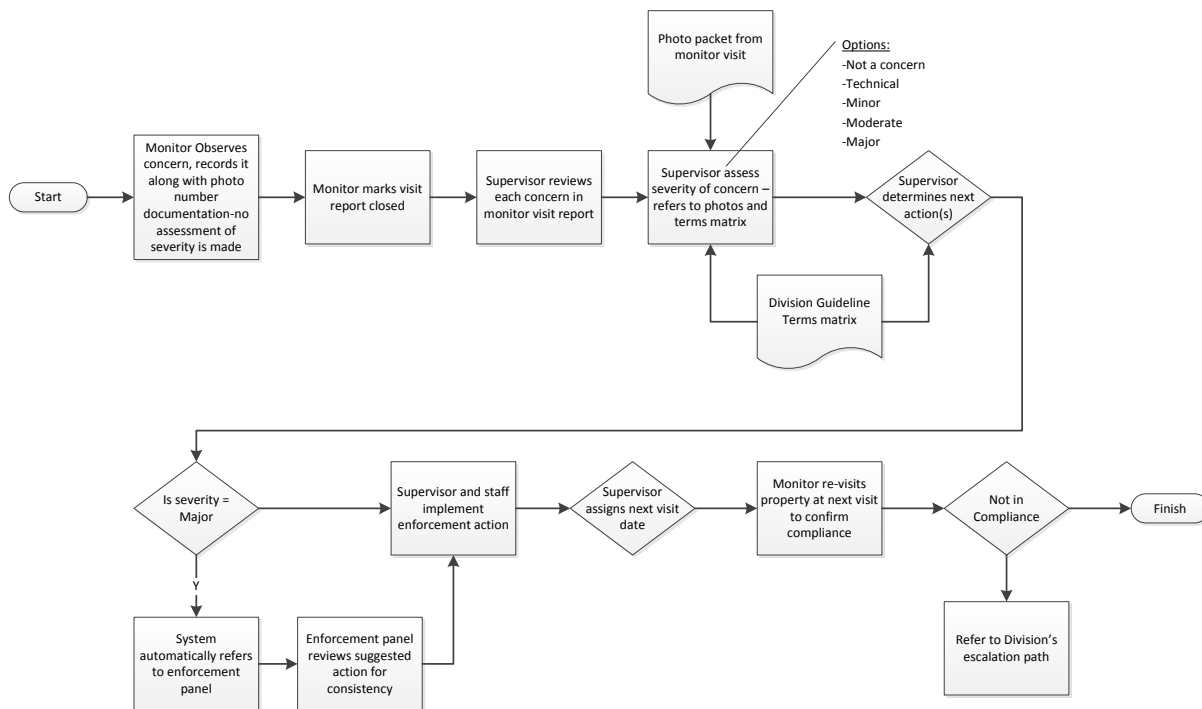 Photo packet from
monitor visit
Options:
-Not a concern
-Technical
-Minor
-Moderate
-Major
Start
Monitor Observes
concern, records it
along with photo
number
documentation-no
assessment of
severity is made
Monitor marks visit
report closed
Supervisor reviews
each concern in
monitor visit report
Supervisor assess
severity of concern –
refers to photos and
terms matrix
Supervisor
determines next
action(s)
Division Guideline
Terms matrix
Is severity =
Major
Supervisor and staff
implement
enforcement action
Supervisor
assigns next visit
date
Monitor re-visits
property at next visit
to confirm
compliance
Not in
Compliance
Finish
Y
System
automatically refers
to enforcement
panel
Enforcement panel
reviews suggested
action for
consistency
Refer to Division’s
escalation path